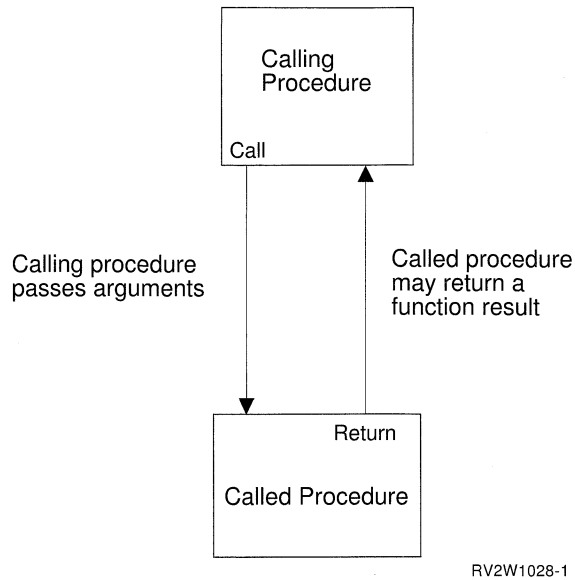 Calling
Procedure
Call
Calling procedure
passes arguments
Called procedure
may return a
function result
Return
Called Procedure
RV2W1028-1